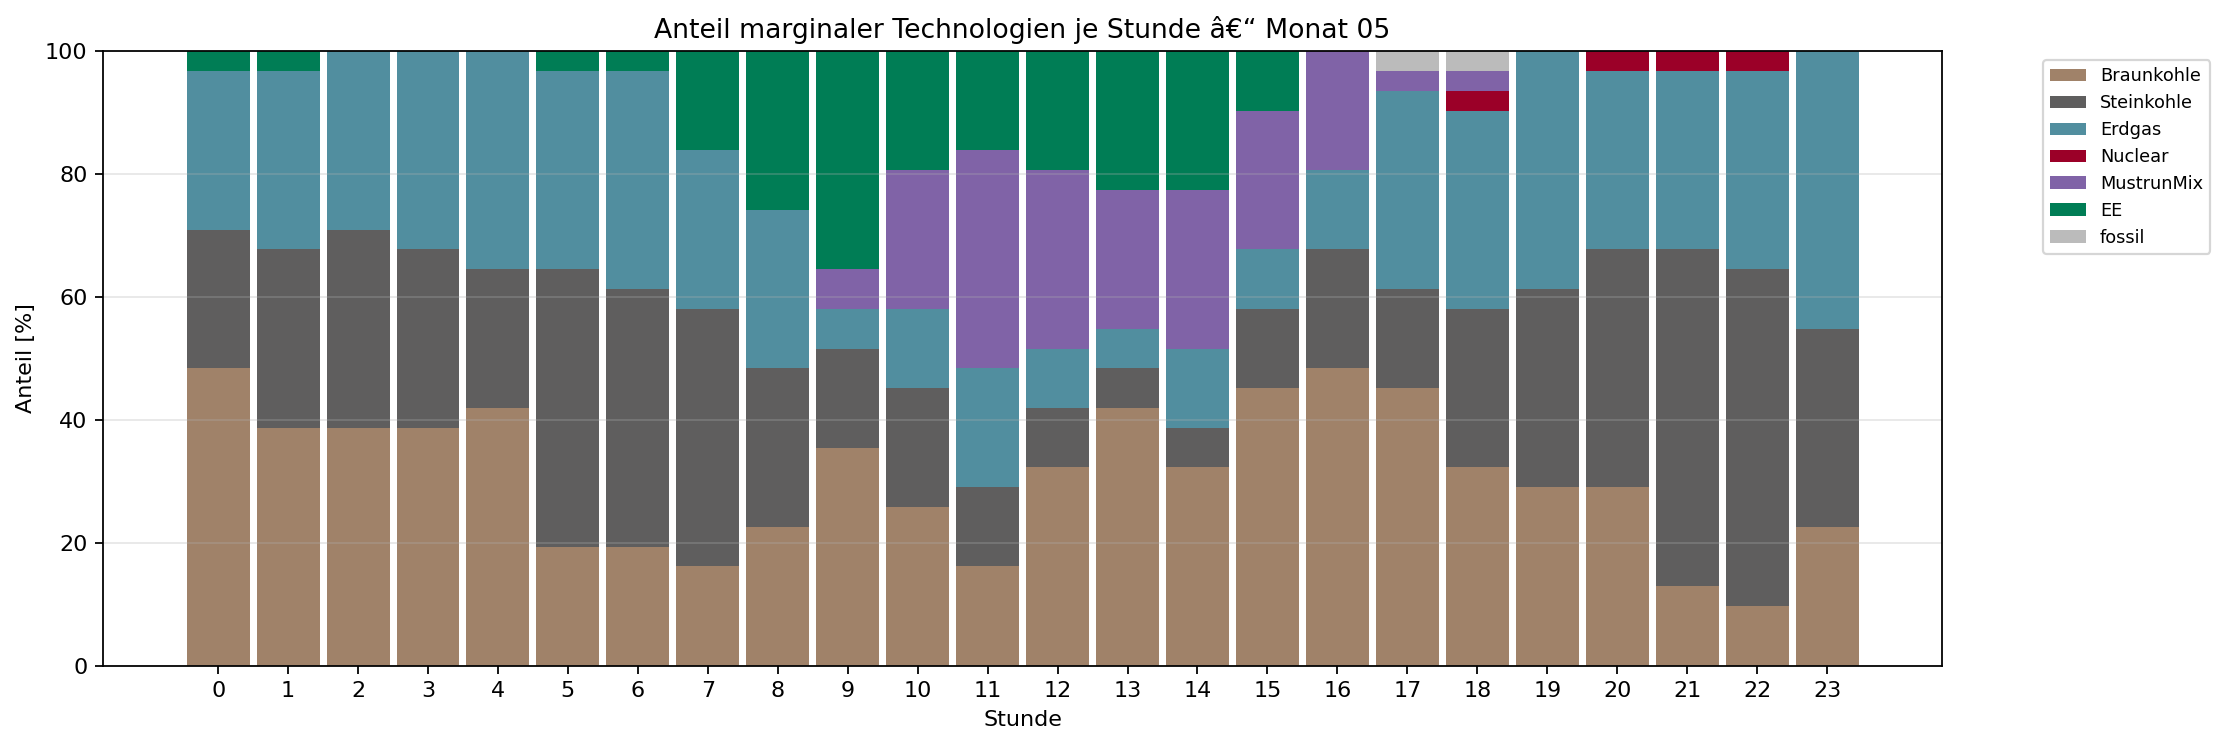 Anteil marginaler Technologien je Stunde â€“ Monat 05
Anteil [%]
100
80
60
40
20
0
0 1 2 3 4 5 6 7 8 9 10 11 12 13 14 15 16 17 18 19 20 21 22 23
Stunde
Braunkohle
Steinkohle
Erdgas
Nuclear
MustrunMix
EE
fossil